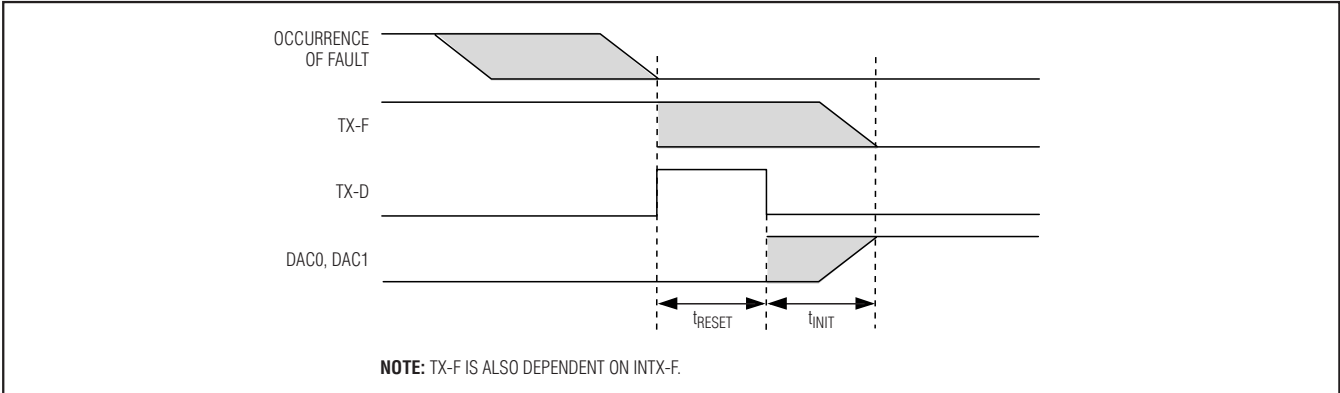 OCCURRENCE
OF FAULT
TX-F
TX-D
DAC0, DAC1
tRESET
tINIT
NOTE: TX-F IS ALSO DEPENDENT ON INTX-F.